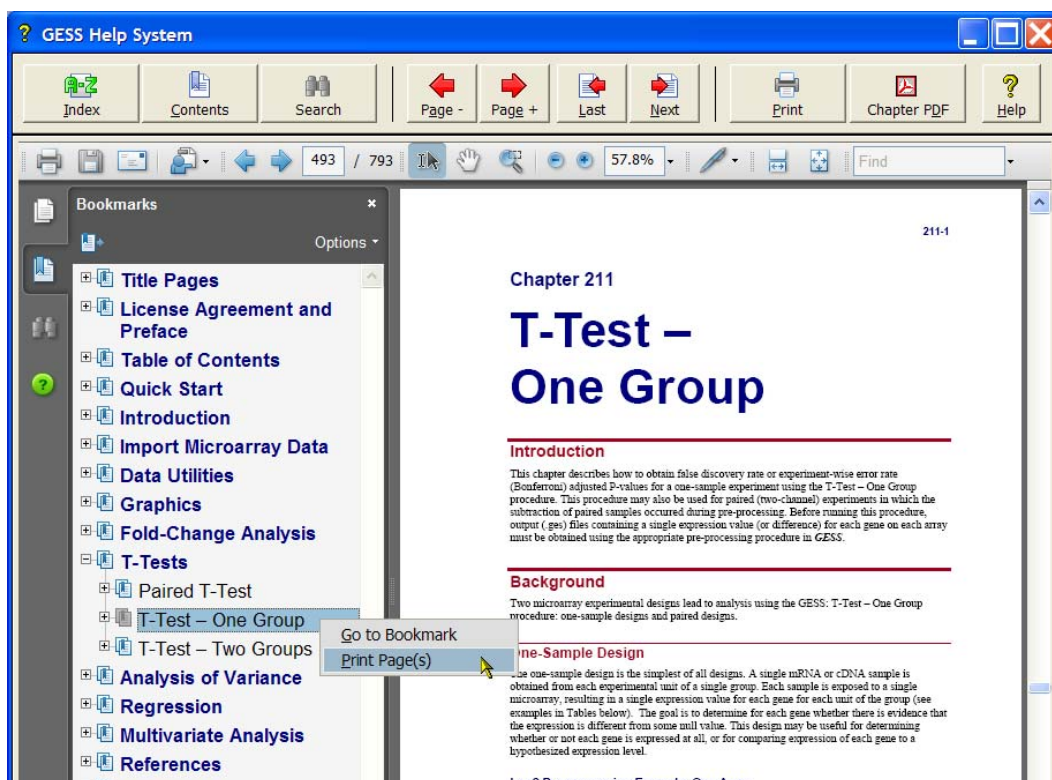 GESS Help System
Index
Contents
Search
Page -
Page +
Last
Next
Print
Chapter PDF
Help
493 / 793
57.8%
Find
Bookmarks
Options
Title Pages
License Agreement and
Preface
Table of Contents
Quick Start
Introduction
Import Microarray Data
Data Utilities
Graphics
Fold-Change Analysis
T-Tests
Paired T-Test
T-Test – One Group
T-Test – Two Groups
Analysis of Variance
Regression
Multivariate Analysis
References
Go to Bookmark
Print Page(s)
211-1
Chapter 211
T-Test –
One Group
Introduction
This chapter describes how to obtain false discovery rate or experiment-wise error rate
(Bonferroni) adjusted P-values for a one-sample experiment using the T-Test – One Group
procedure. This procedure may also be used for paired (two-channel) experiments in which the
subtraction of paired samples occurred during pre-processing. Before running this procedure,
output (.ges) files containing a single expression value (or difference) for each gene on each array
must be obtained using the appropriate pre-processing procedure in GESS.
Background
Two microarray experimental designs lead to analysis using the GESS: T-Test – One Group
procedure: one-sample designs and paired designs.
One-Sample Design
The one-sample design is the simplest of all designs. A single mRNA or cDNA sample is
obtained from each experimental unit of a single group. Each sample is exposed to a single
microarray, resulting in a single expression value for each gene for each unit of the group (see
examples in Tables below). The goal is to determine for each gene whether there is evidence that
the expression is different from some null value. This design may be useful for determining
whether or not each gene is expressed at all, or for comparing expression of each gene to a
hypothesized expression level.